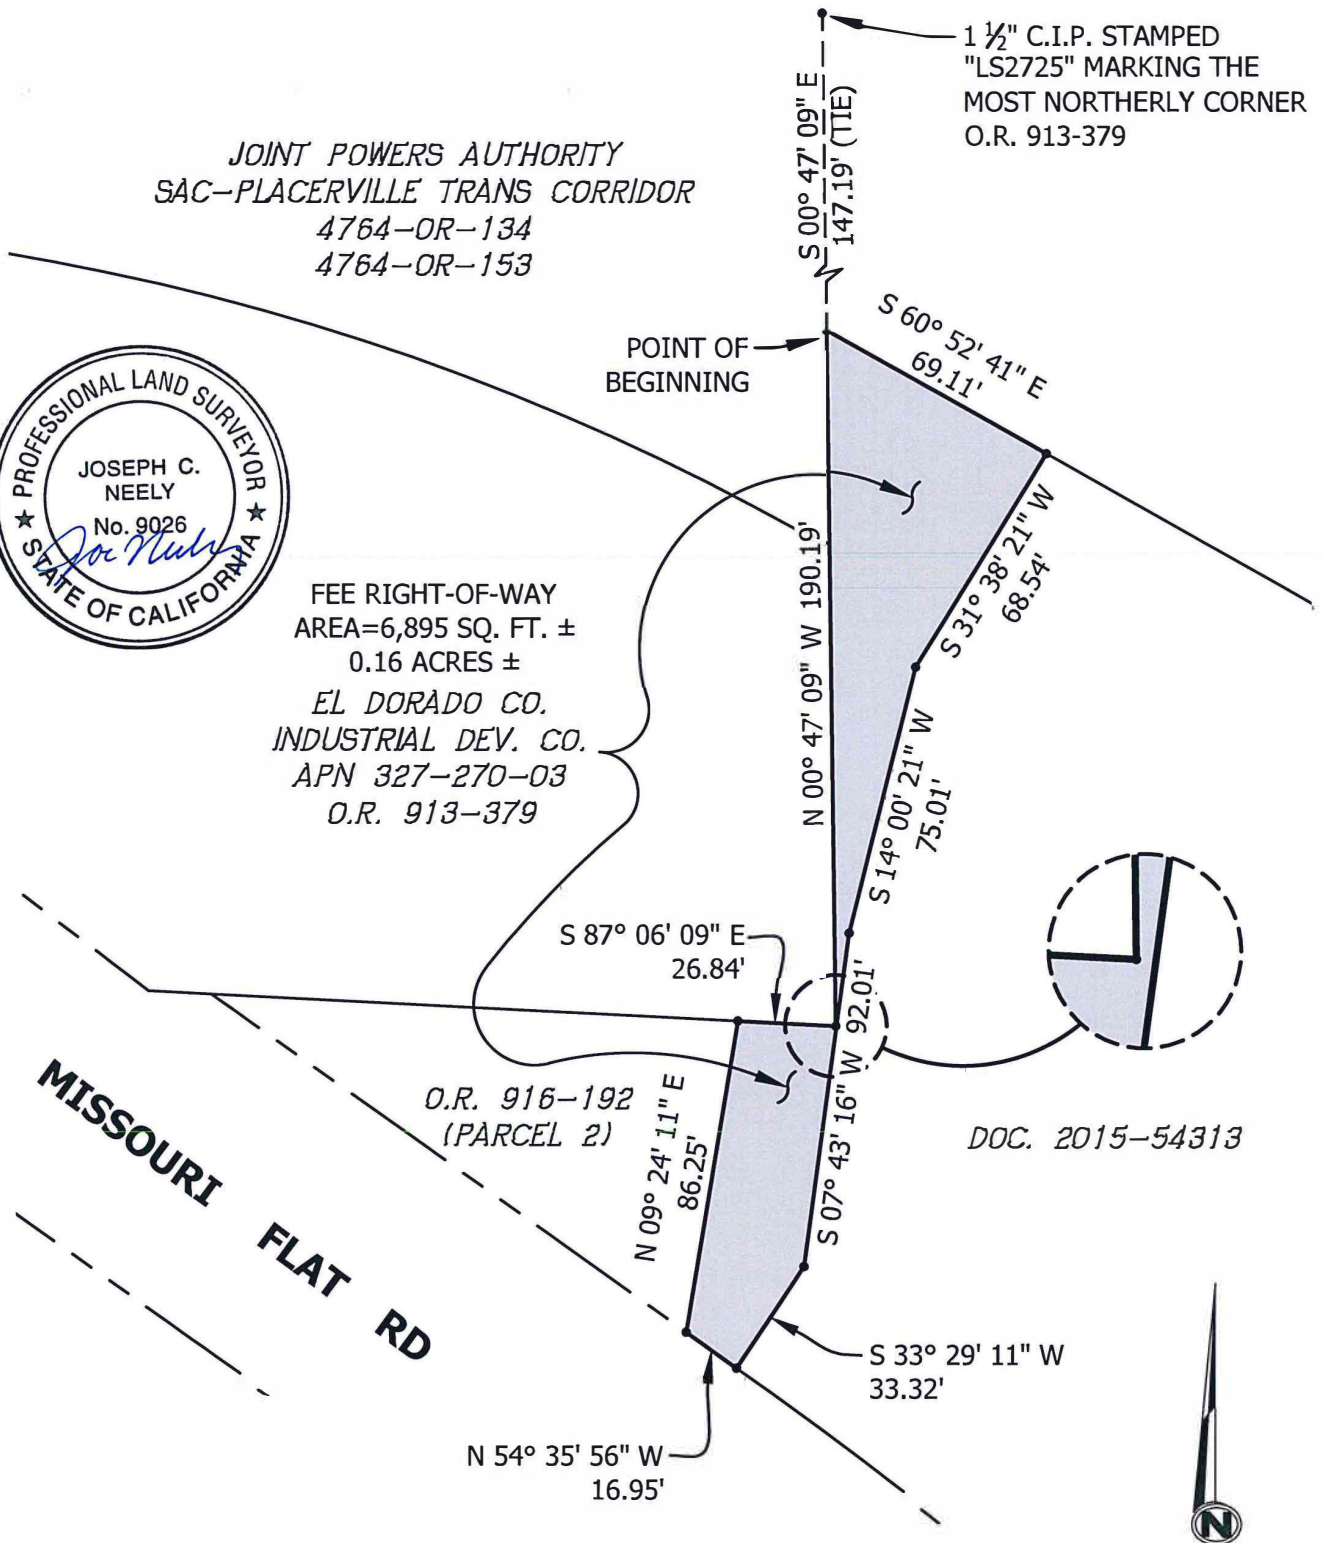 1 ½" C.I.P. STAMPED
"LS2725" MARKING THE
MOST NORTHERLY CORNER
O.R. 913-379
S 00° 47' 09" E
147.19' (TIE)
JOINT POWERS AUTHORITY
SAC-PLACERVILLE TRANS CORRIDOR
4764-OR-134
4764-OR-153
POINT OF
BEGINNING
S 60° 52' 41" E
69.11'
PROFESSIONAL LAND SURVEYOR
JOSEPH C.
NEELY
No. 9026
STATE OF CALIFORNIA
N 00° 47' 09" W 190.19'
S 31° 38' 21" W
68.54'
FEE RIGHT-OF-WAY
AREA=6,895 SQ. FT. ±
0.16 ACRES ±
EL DORADO CO.
INDUSTRIAL DEV. CO.
APN 327-270-03
O.R. 913-379
S 14° 00' 21" W
75.01'
S 87° 06' 09" E
26.84'
S 07° 43' 16" W 92.01'
O.R. 916-192
(PARCEL 2)
N 09° 24' 11" E
86.25'
DOC. 2015-54313
MISSOURI FLAT RD
S 33° 29' 11" W
33.32'
N 54° 35' 56" W
16.95'
N